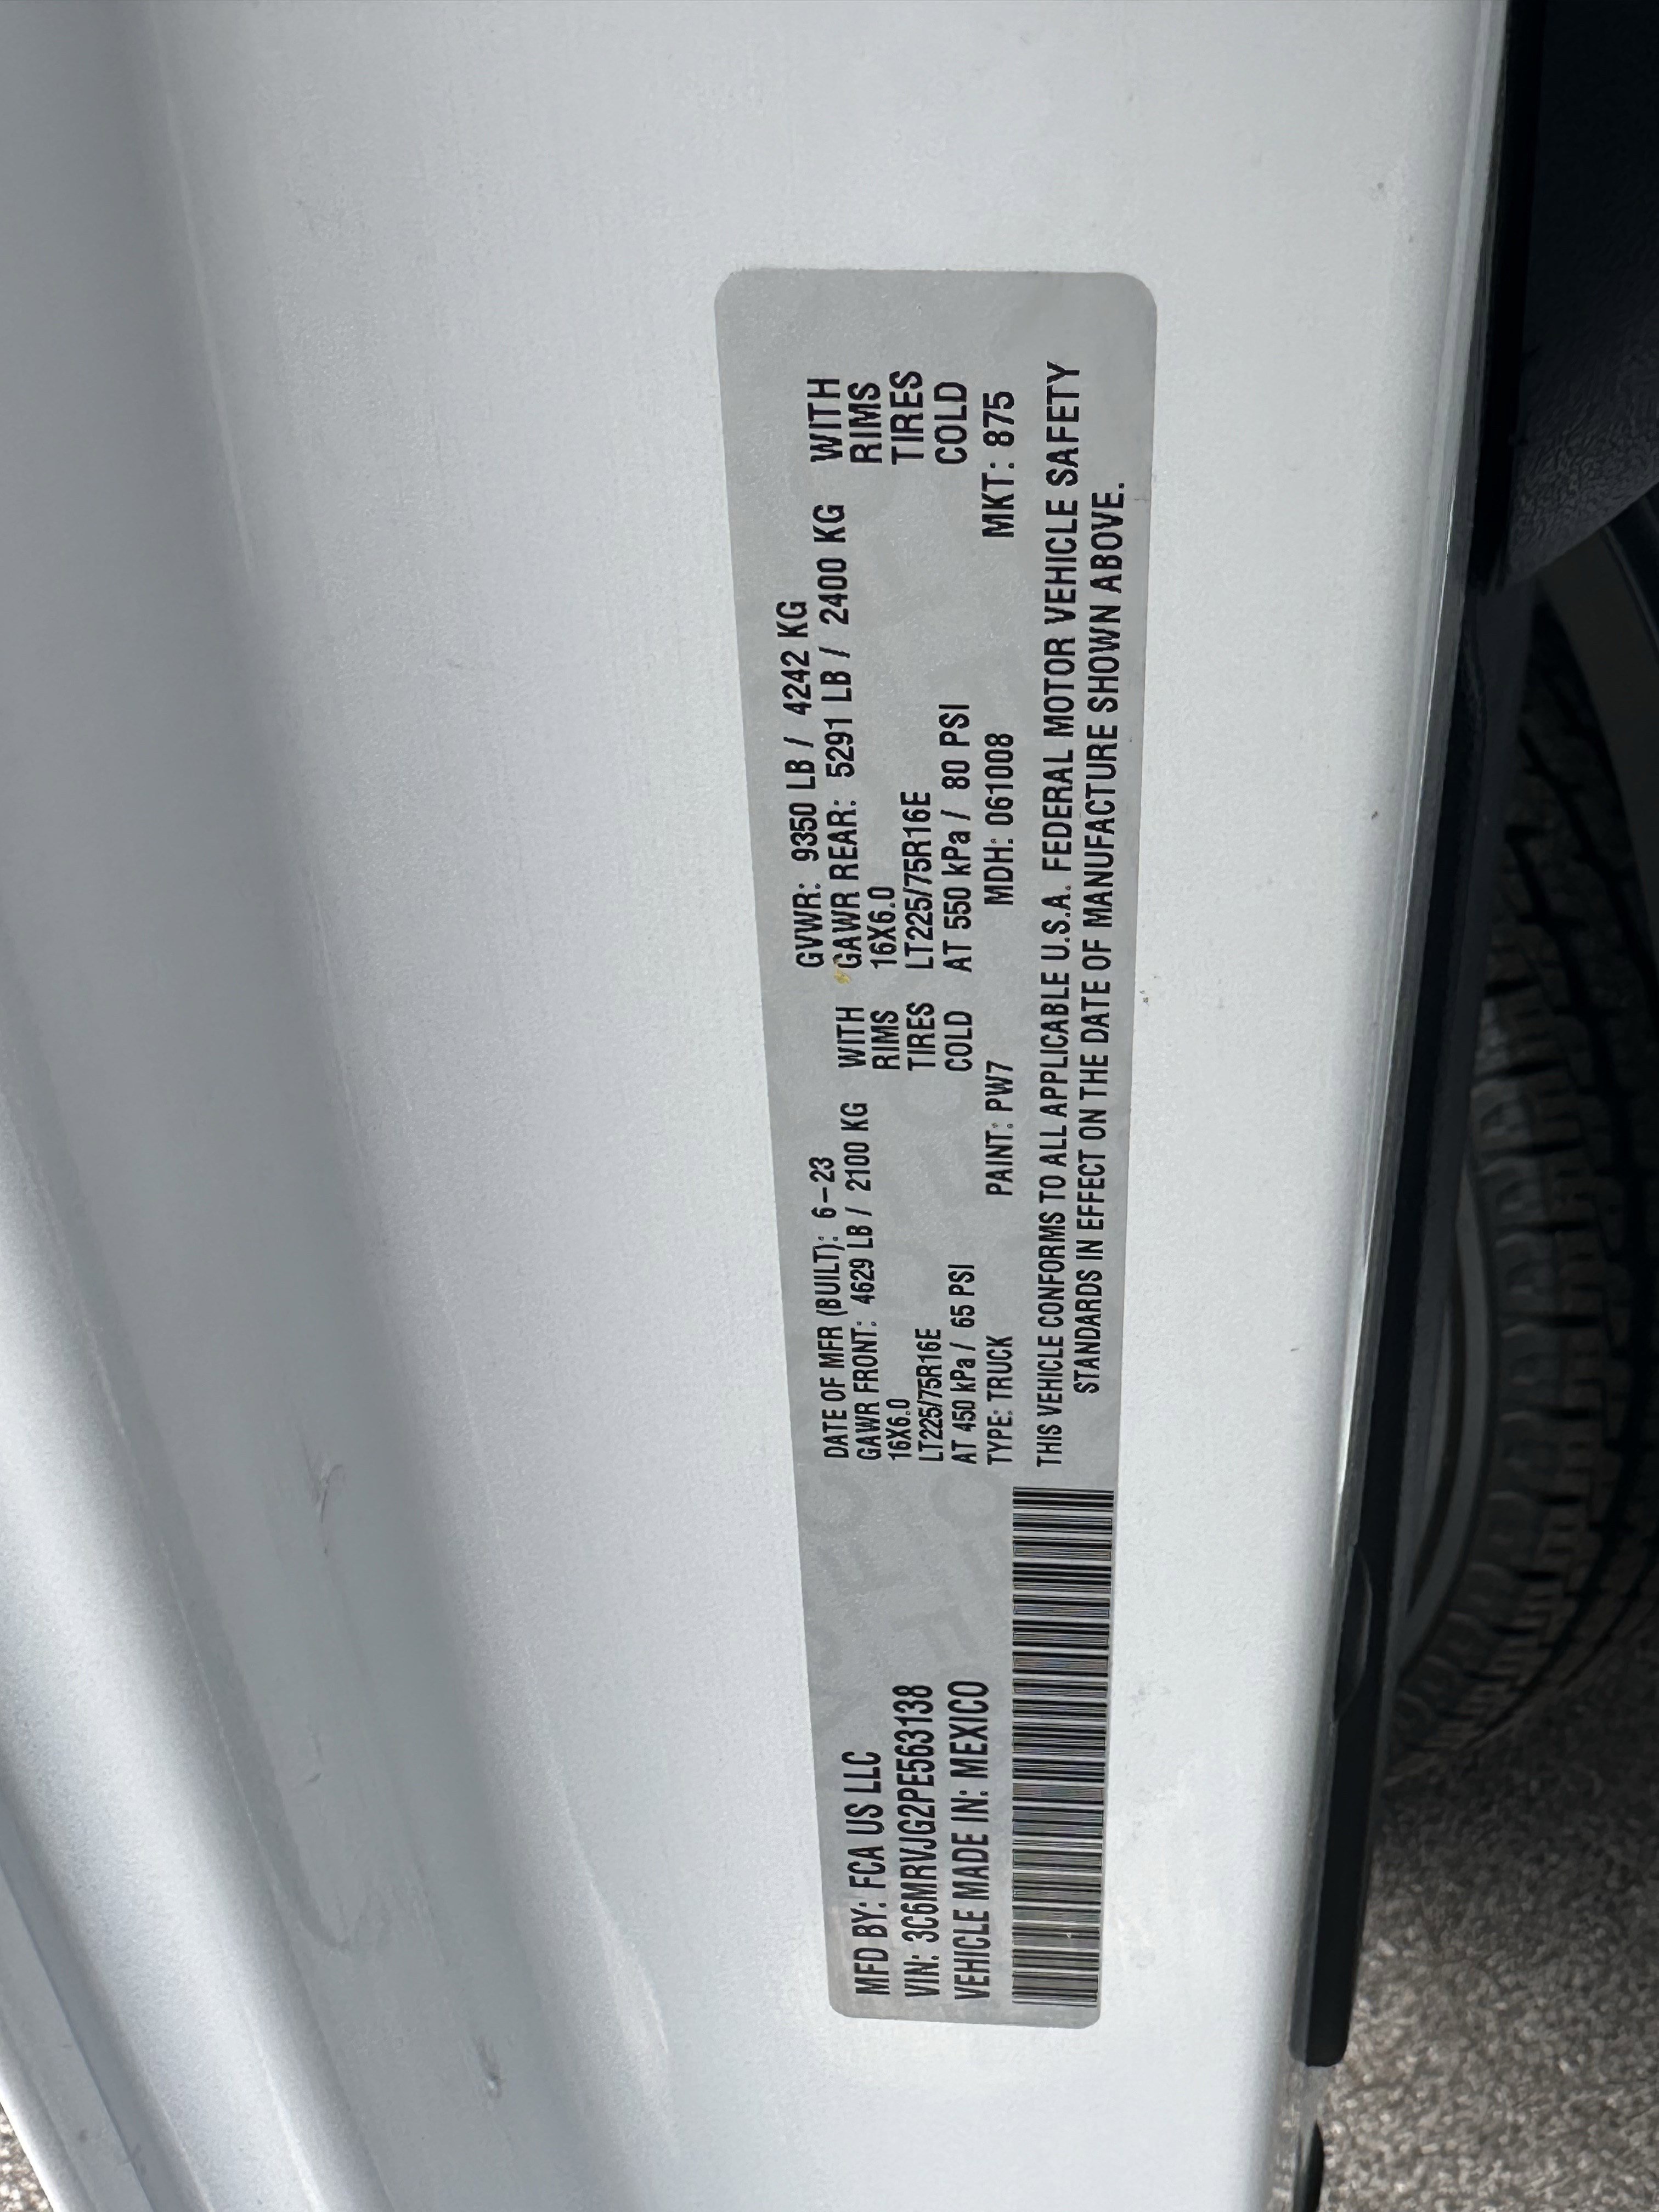 MFD BY: FCA US LLC
VIN: 3C6MRVJG2PE563138
VEHICLE MADE IN: MEXICO
DATE OF MFR (BUILT): 6-23 GVWR: 9350 LB / 4242 KG
GAWR FRONT: 4629 LB / 2100 KG WITH GAWR REAR: 5291 LB / 2400 KG WITH
16X6.0 RIMS 16X6.0 RIMS
LT225/75R16E TIRES LT225/75R16E TIRES
AT 450 kPa / 65 PSI COLD AT 550 kPa / 80 PSI COLD
TYPE: TRUCK PAINT: PW7 MDH: 061008 MKT: 875
THIS VEHICLE CONFORMS TO ALL APPLICABLE U.S.A. FEDERAL MOTOR VEHICLE SAFETY
STANDARDS IN EFFECT ON THE DATE OF MANUFACTURE SHOWN ABOVE.